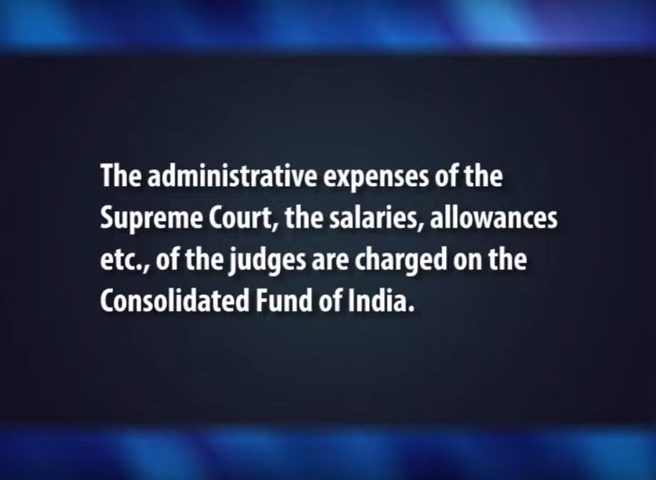 The administrative expenses of the
Supreme Court, the salaries, allowances
etc., of the judges are charged on the
Consolidated Fund of India.